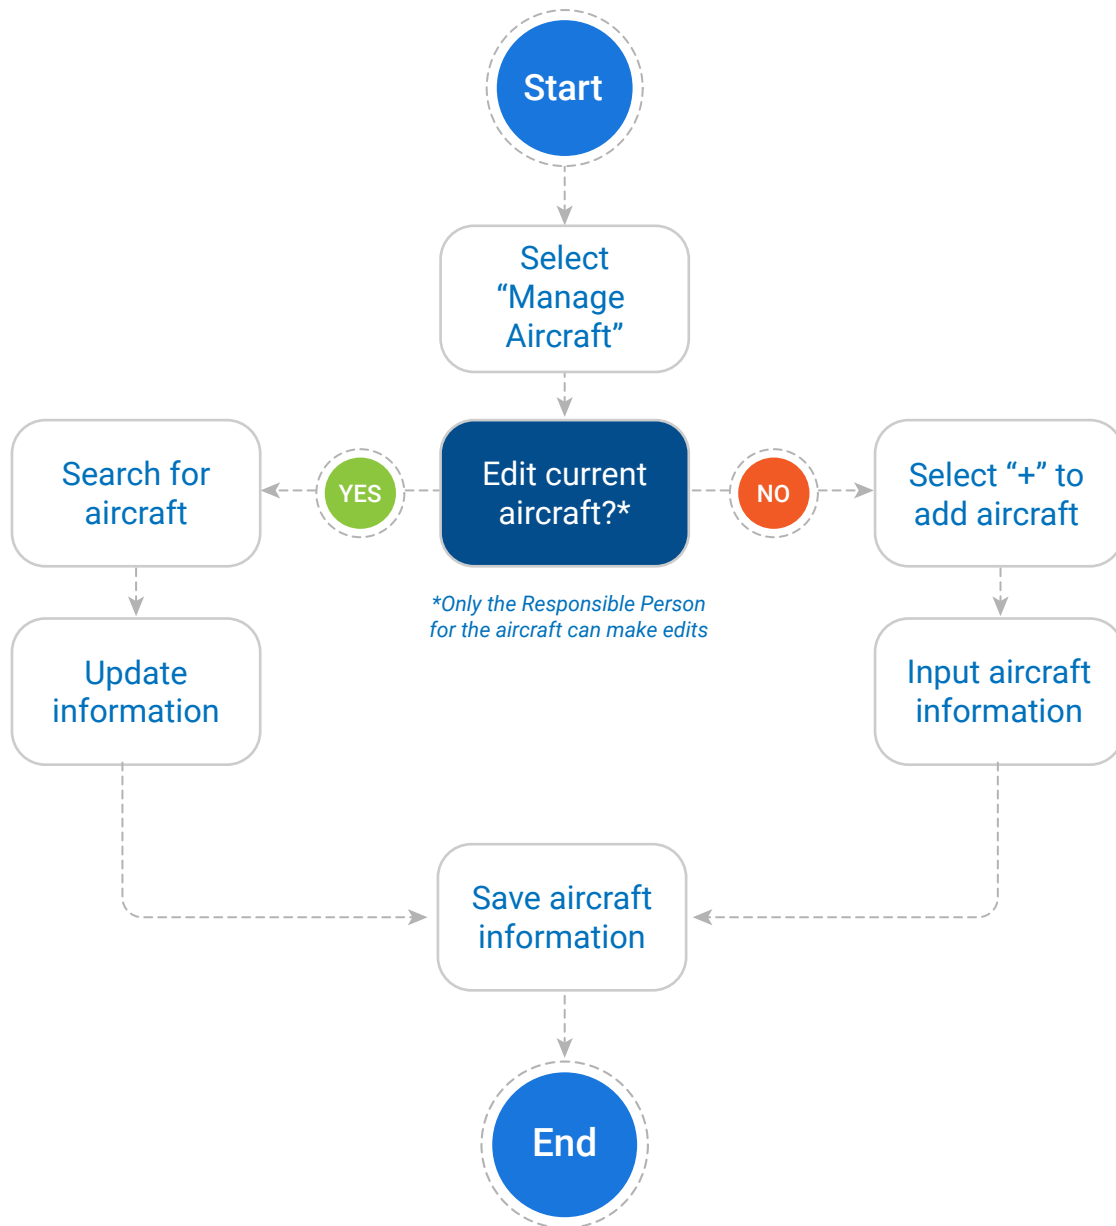 Start
Select
“Manage
Aircraft”
Search for
aircraft
YES
Edit current
aircraft?*
NO
Select “+” to
add aircraft
*Only the Responsible Person
for the aircraft can make edits
Update
information
Input aircraft
information
Save aircraft
information
End